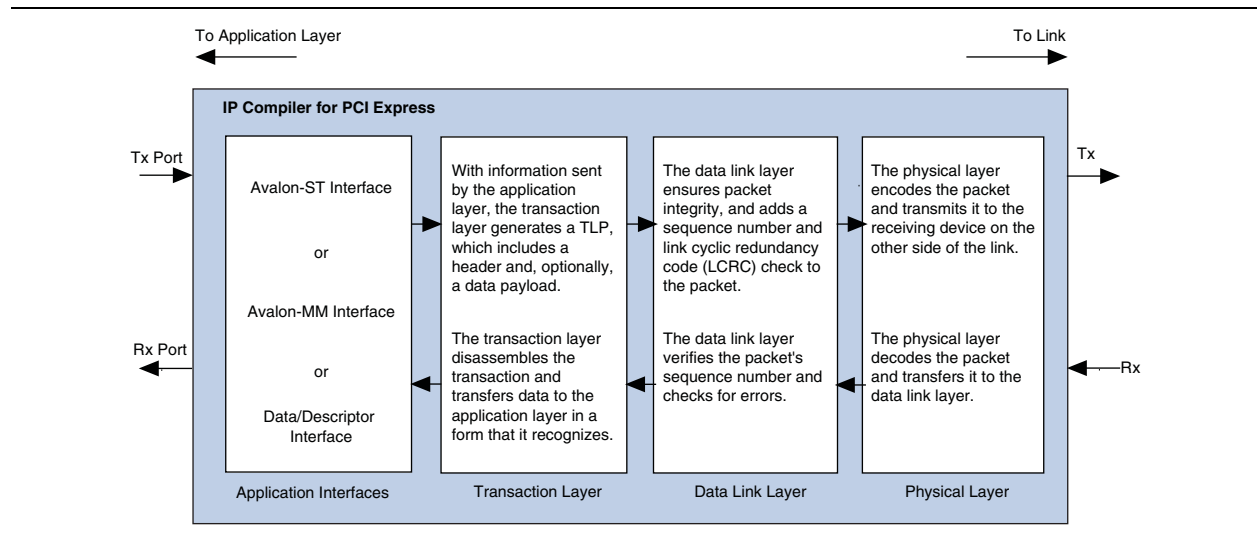 To Application Layer
To Link
IP Compiler for PCI Express
Tx Port
Tx
Avalon-ST Interface
or
Avalon-MM Interface
or
Data/Descriptor
Interface
With information sent
by the application
layer, the transaction
layer generates a TLP,
which includes a
header and, optionally,
a data payload.
The data link layer
ensures packet
integrity, and adds a
sequence number and
link cyclic redundancy
code (LCRC) check to
the packet.
The physical layer
encodes the packet
and transmits it to the
receiving device on the
other side of the link.
Rx Port
Rx
The transaction layer
disassembles the
transaction and
transfers data to the
application layer in a
form that it recognizes.
The data link layer
verifies the packet's
sequence number and
checks for errors.
The physical layer
decodes the packet
and transfers it to the
data link layer.
Application Interfaces
Transaction Layer
Data Link Layer
Physical Layer